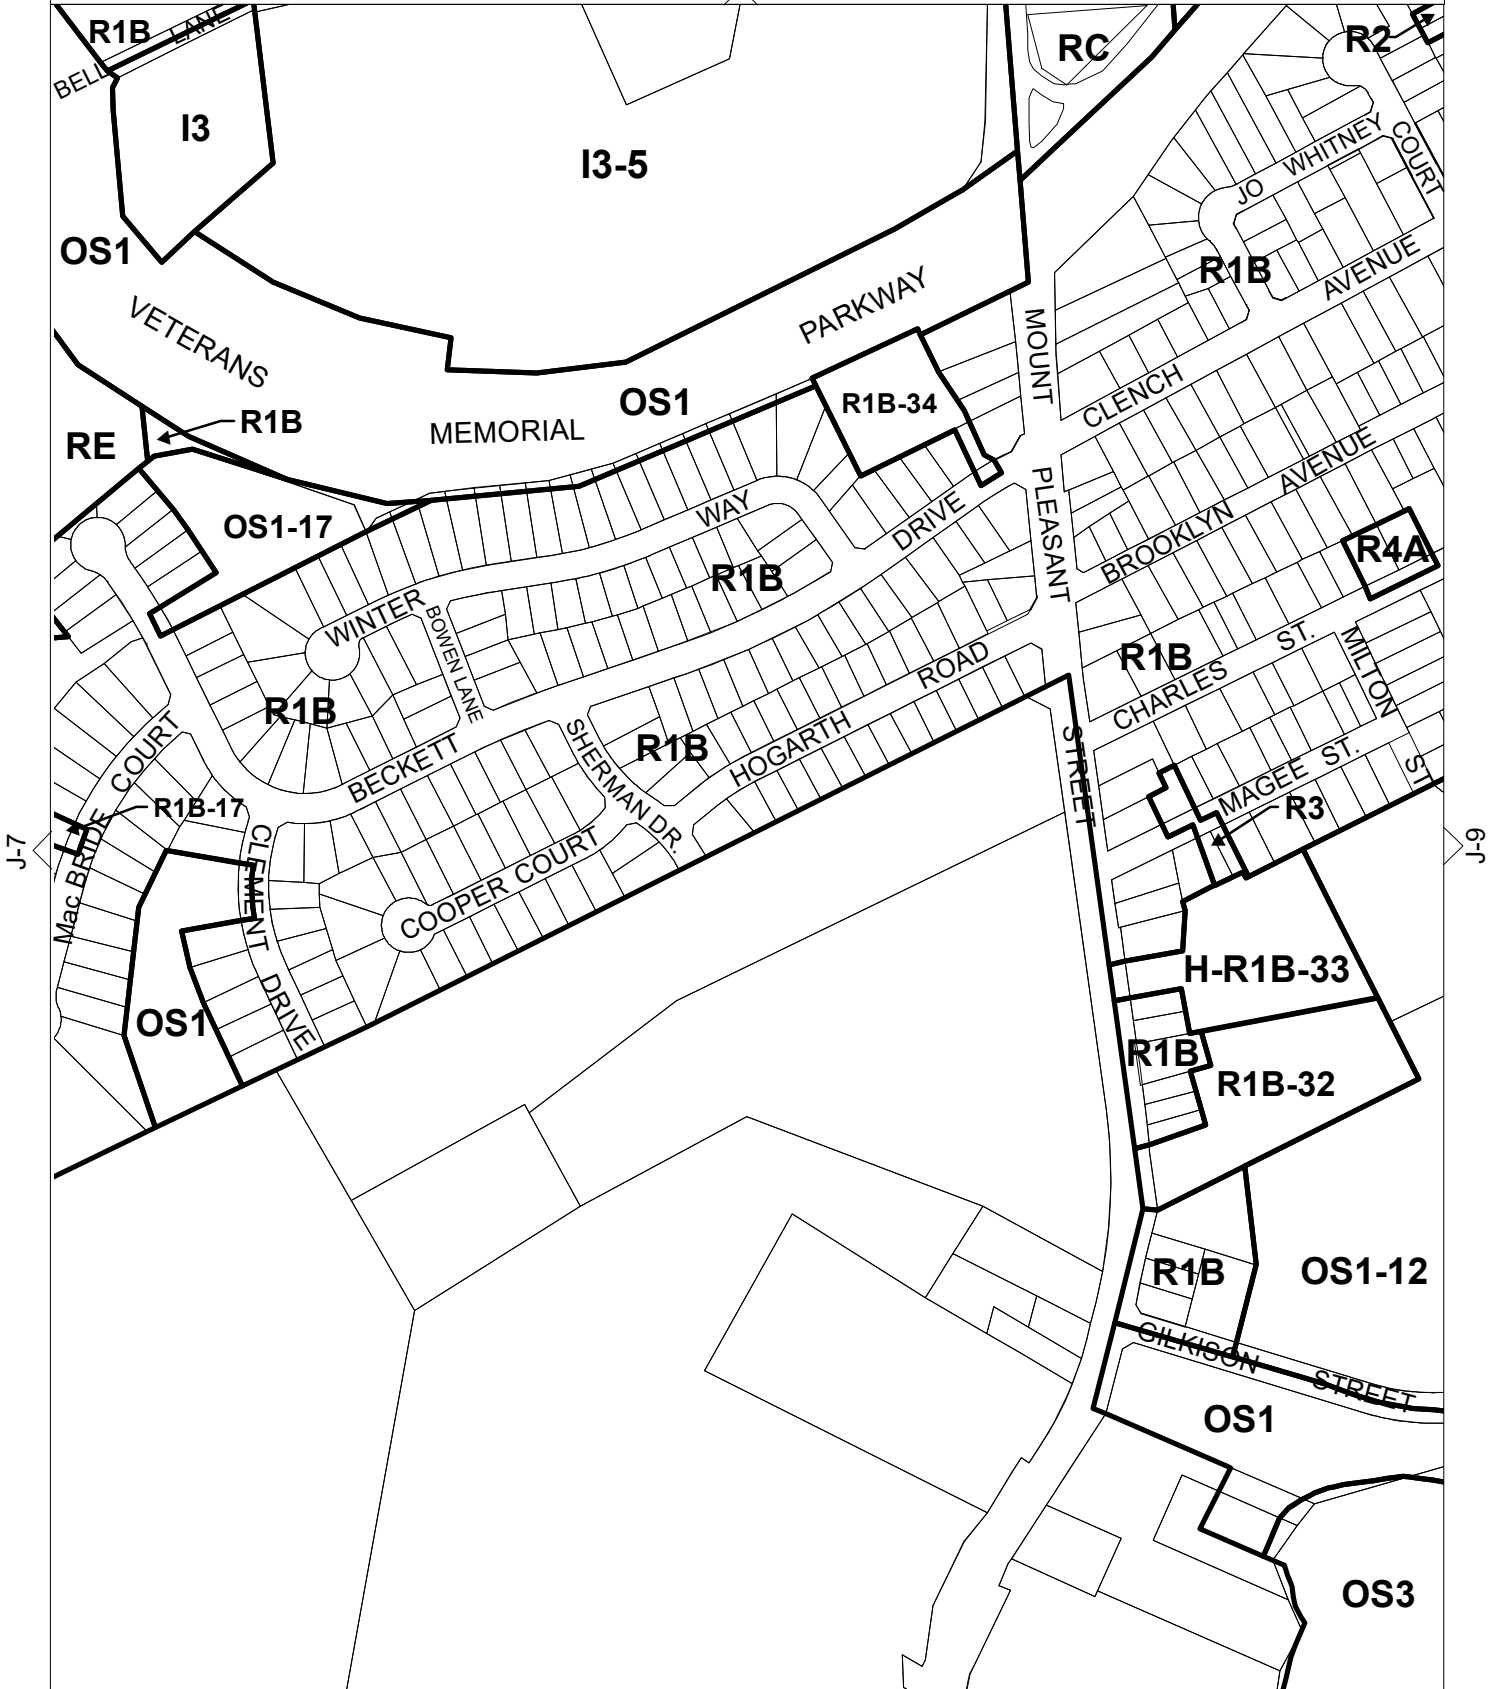 R1B
BELL LANE
I3
I3-5
RC
R2
JO WHITNEY COURT
OS1
VETERANS MEMORIAL PARKWAY
OS1
R1B
CLENCH AVENUE
MOUNT PLEASANT STREET
R1B-34
R1B
RE
OS1-17
WINTER WAY
BECKETT DRIVE
BROOKLYN AVENUE
R4A
R1B
BOWEN LANE
R1B
R1B
CHARLES ST.
MILTON ST
R1B
SHERMAN DR.
HOGARTH ROAD
MAGEE ST.
R3
Mac BRIDE COURT
R1B-17
CLEMENT DRIVE
COOPER COURT
J-7
J-9
H-R1B-33
OS1
R1B
R1B-32
R1B
OS1-12
GILKISON STREET
OS1
OS3